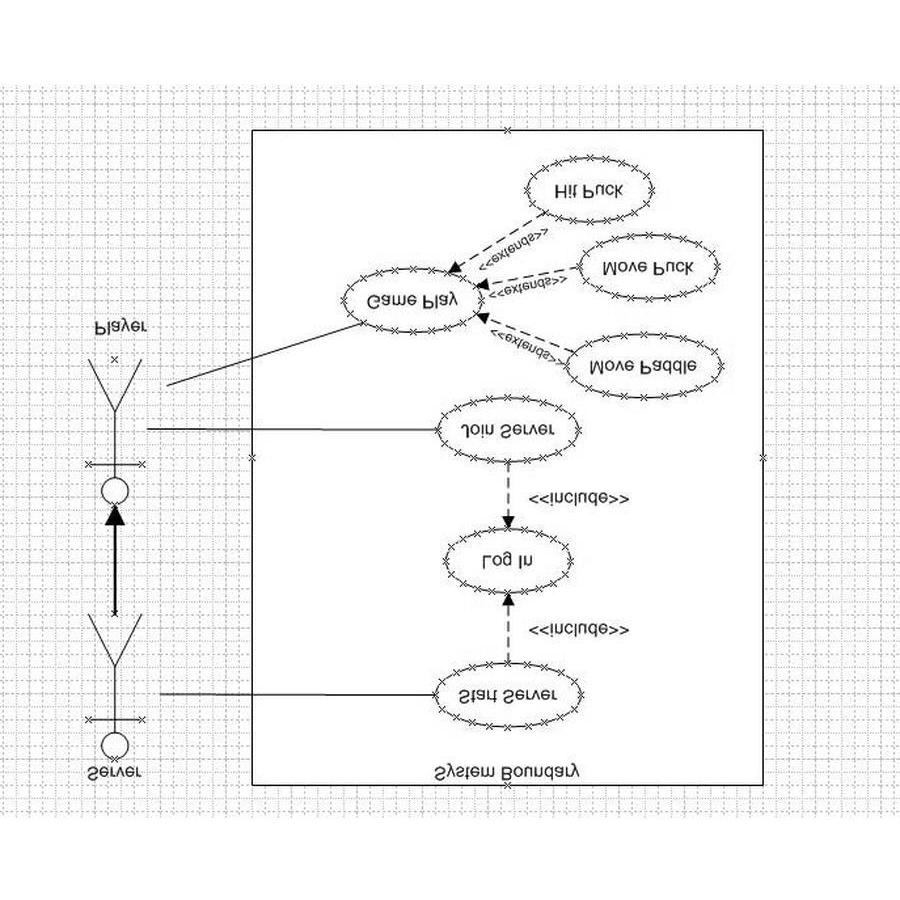 Server
System Boundary
Start Server
<<include>>
Log In
<<include>>
Join Server
Move Paddle
<<extends>>
Player
Game Play
<<extends>>
Move Puck
<<extends>>
Hit Puck